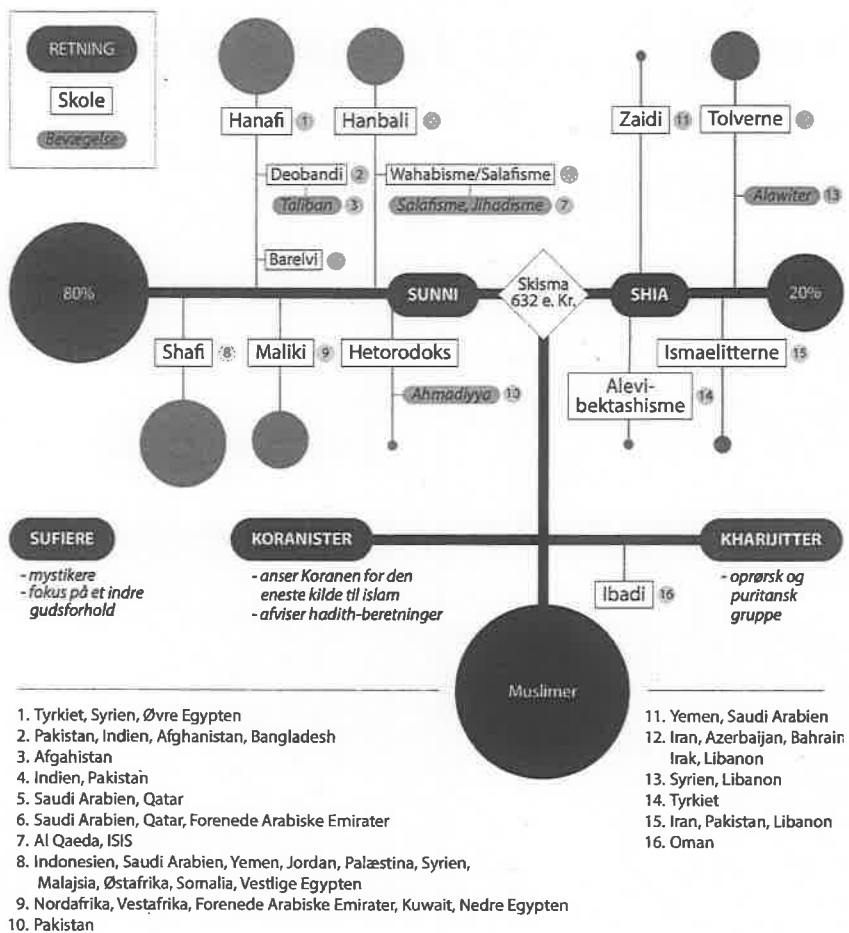 RETNING
Skole
Bevægelse
Hanafi 1
Hanbali
Zaidi 11
Tolverne
Deobandi 2
Taliban 3
Wahabisme/Salafisme
Salafisme, Jihadisme 7
Alawiter 13
Barelvi
80%
SUNNI
Skisma
632 e. Kr.
SHIA
20%
Shafi 8
Maliki 9
Hetorodoks
Ismaelitterne 15
Ahmadiyya 10
Alevi-
bektashisme 14
SUFIERE
- mystikere
- fokus på et indre
gudsforhold
KORANISTER
- anser Koranen for den
eneste kilde til islam
- afviser hadith-beretninger
KHARIJITTER
- oprørsk og
puritansk
gruppe
Ibadi 16
Muslimer
1. Tyrkiet, Syrien, Øvre Egypten
2. Pakistan, Indien, Afghanistan, Bangladesh
3. Afgahistan
4. Indien, Pakistan
5. Saudi Arabien, Qatar
6. Saudi Arabien, Qatar, Forenede Arabiske Emirater
7. Al Qaeda, ISIS
8. Indonesien, Saudi Arabien, Yemen, Jordan, Palæstina, Syrien,
Malajsia, Østafrika, Somalia, Vestlige Egypten
9. Nordafrika, Vestafrika, Forenede Arabiske Emirater, Kuwait, Nedre Egypten
10. Pakistan
11. Yemen, Saudi Arabien
12. Iran, Azerbaijan, Bahrain
Irak, Libanon
13. Syrien, Libanon
14. Tyrkiet
15. Iran, Pakistan, Libanon
16. Oman